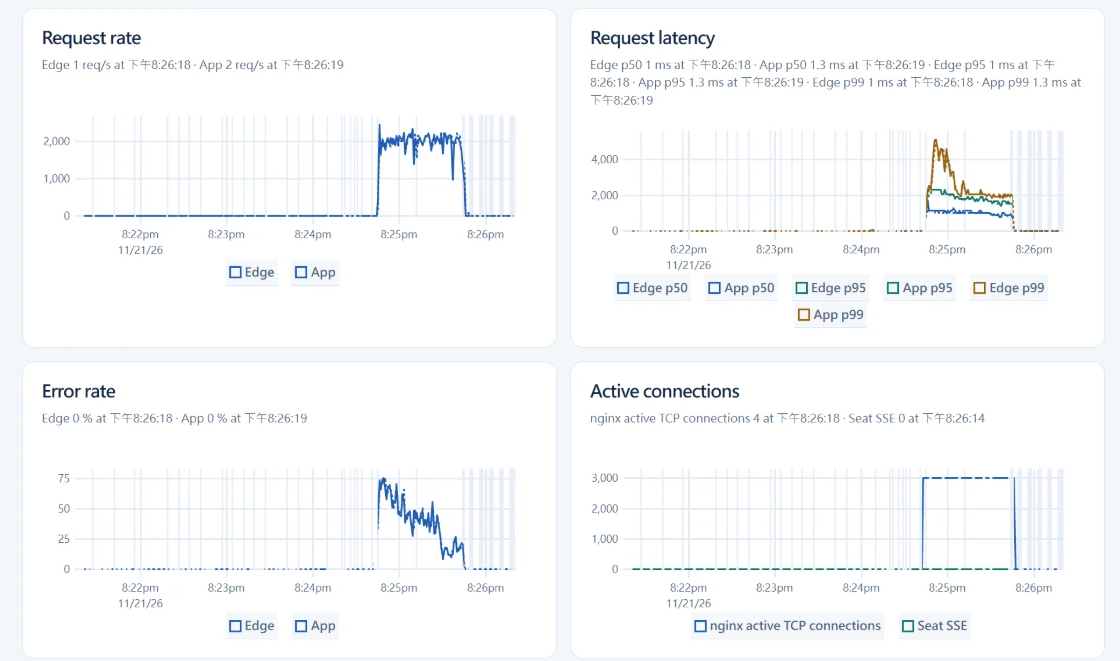 Request rate
Edge 1 req/s at 下午8:26:18 · App 2 req/s at 下午8:26:19
2,000
1,000
0
8:22pm 8:23pm 8:24pm 8:25pm 8:26pm
11/21/26
Edge App
Request latency
Edge p50 1 ms at 下午8:26:18 · App p50 1.3 ms at 下午8:26:19 · Edge p95 1 ms at 下午
8:26:18 · App p95 1.3 ms at 下午8:26:19 · Edge p99 1 ms at 下午8:26:18 · App p99 1.3 ms at
下午8:26:19
4,000
2,000
0
8:22pm 8:23pm 8:24pm 8:25pm 8:26pm
11/21/26
Edge p50 App p50 Edge p95 App p95 Edge p99
App p99
Error rate
Edge 0 % at 下午8:26:18 · App 0 % at 下午8:26:19
75
50
25
0
8:22pm 8:23pm 8:24pm 8:25pm 8:26pm
11/21/26
Edge App
Active connections
nginx active TCP connections 4 at 下午8:26:18 · Seat SSE 0 at 下午8:26:14
3,000
2,000
1,000
0
8:22pm 8:23pm 8:24pm 8:25pm 8:26pm
11/21/26
nginx active TCP connections Seat SSE